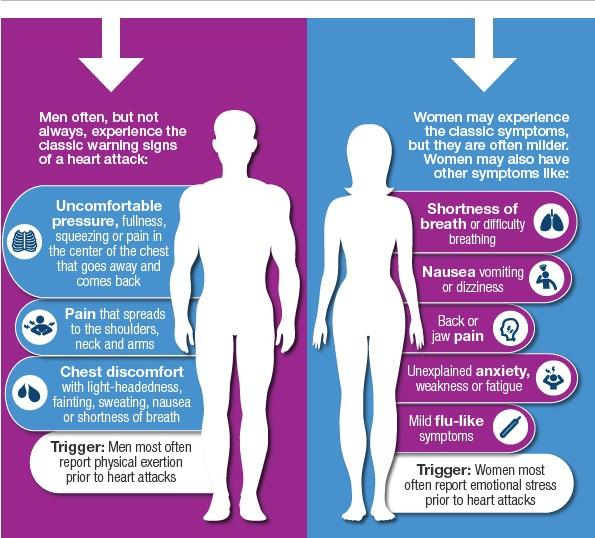 Men often, but not
always, experience the
classic warning signs
of a heart attack:
Uncomfortable
pressure, fullness,
squeezing or pain in
the center of the chest
that goes away and
comes back
Pain that spreads
to the shoulders,
neck and arms
Chest discomfort
with light-headedness,
fainting, sweating, nausea
or shortness of breath
Trigger: Men most often
report physical exertion
prior to heart attacks
Women may experience
the classic symptoms,
but they are often milder.
Women may also have
other symptoms like:
Shortness of
breath or difficulty
breathing
Nausea vomiting
or dizziness
Back or
jaw pain
Unexplained anxiety,
weakness or fatigue
Mild flu-like
symptoms
Trigger: Women most
often report emotional stress
prior to heart attacks